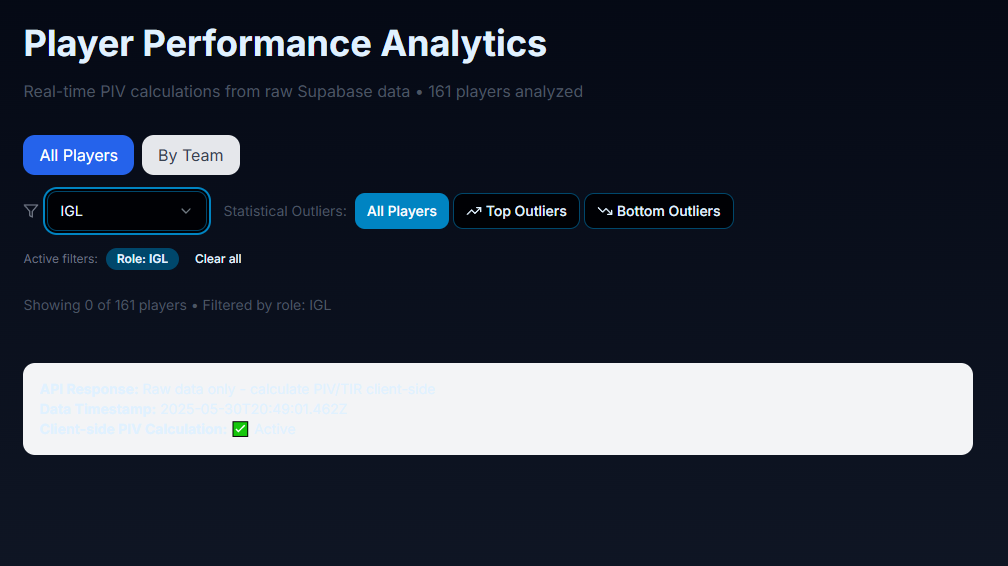 Player Performance Analytics
Real-time PIV calculations from raw Supabase data • 161 players analyzed
All Players
By Team
IGL
Statistical Outliers:
All Players
Top Outliers
Bottom Outliers
Active filters:
Role: IGL
Clear all
Showing 0 of 161 players • Filtered by role: IGL
API Response: Raw data only - calculate PIV/TIR client-side
Data Timestamp: 2025-05-30T20:49:01.462Z
Client-side PIV Calculation: ✅ Active